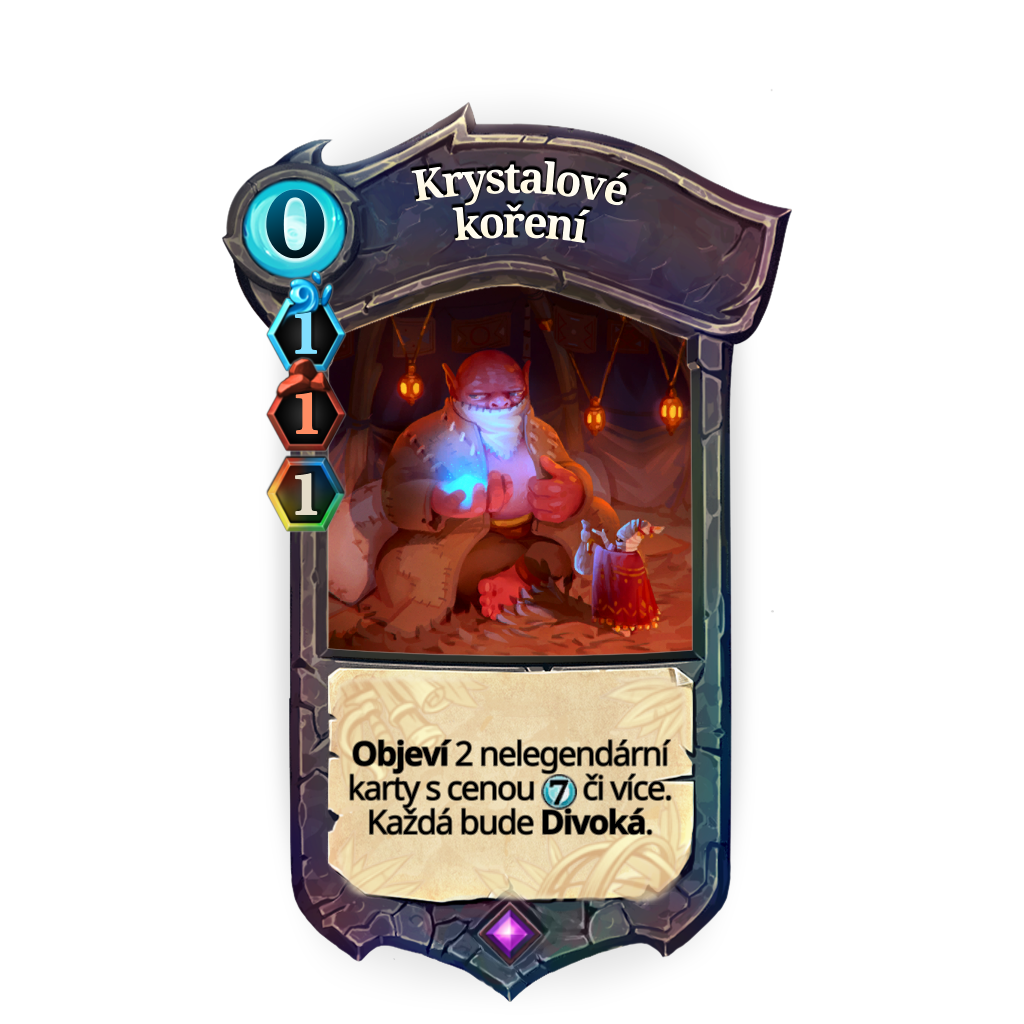 Krystalové
koření
0
1
1
1
Objeví 2 nelegendární
karty s cenou 7 či více.
Každá bude Divoká.